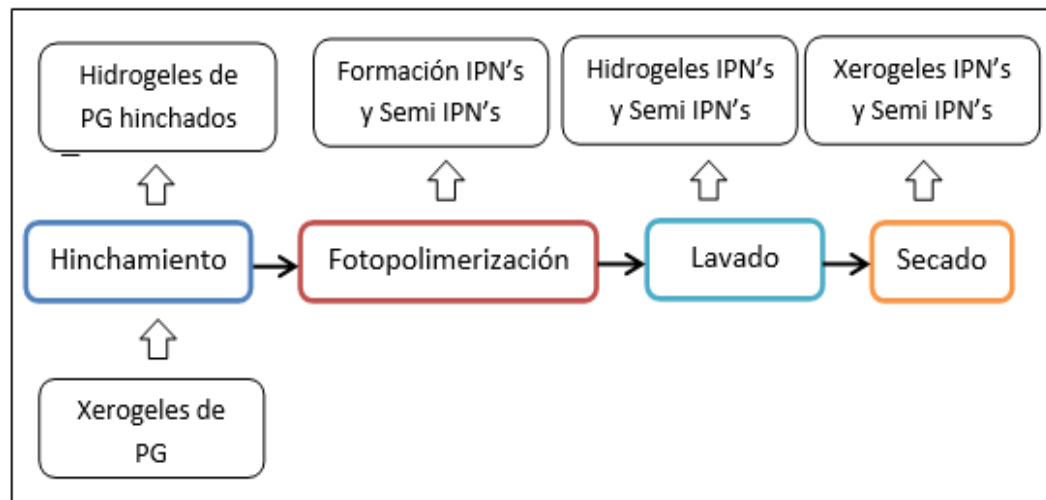 Hidrogeles de
PG hinchados
Formación IPN's
y Semi IPN's
Hidrogeles IPN's
y Semi IPN's
Xerogeles IPN's
y Semi IPN's
Hinchamiento
Fotopolimerización
Lavado
Secado
Xerogeles de
PG